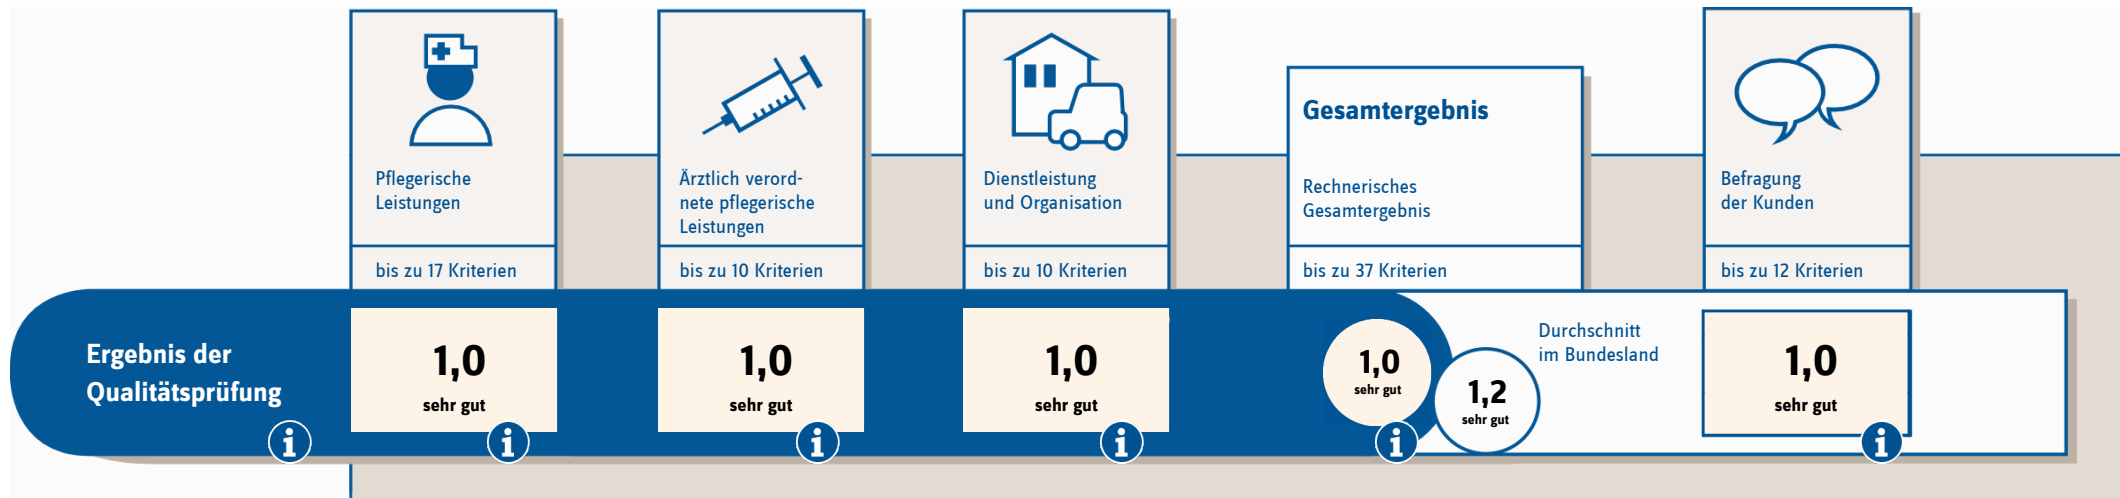 Pflegerische
Leistungen
bis zu 17 Kriterien
Ärztlich verord-
nete pflegerische
Leistungen
bis zu 10 Kriterien
Dienstleistung
und Organisation
bis zu 10 Kriterien
Gesamtergebnis
Rechnerisches
Gesamtergebnis
bis zu 37 Kriterien
Befragung
der Kunden
bis zu 12 Kriterien
Ergebnis der
Qualitätsprüfung
i
1,0
sehr gut
i
1,0
sehr gut
i
1,0
sehr gut
i
1,0
sehr gut
i
1,2
sehr gut
Durchschnitt
im Bundesland
1,0
sehr gut
i